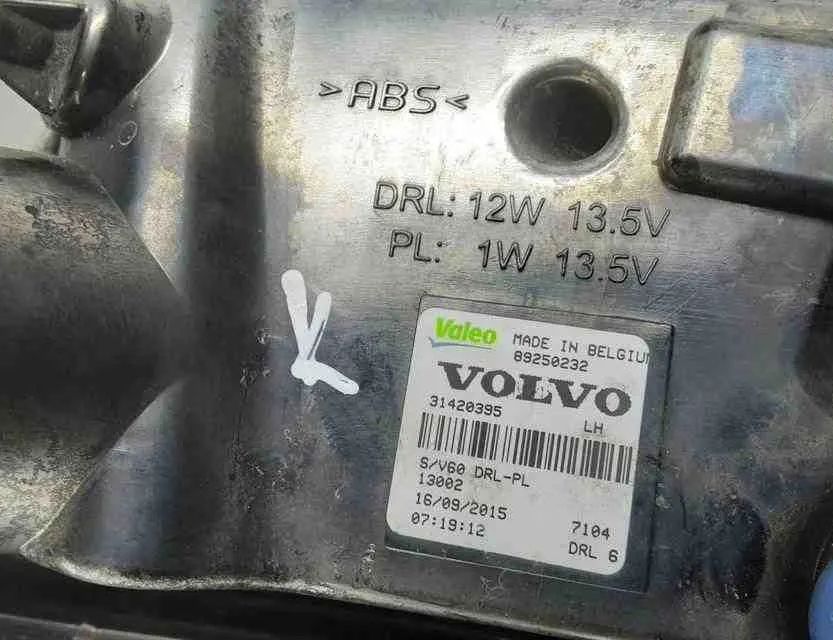 >ABS<
DRL: 12W 13.5V
PL: 1W 13.5V
Valeo MADE IN BELGIUM
89250232
VOLVO
31420395 LH
S/V60 DRL-PL
13002
16/09/2015 7104
07:19:12 DRL 6